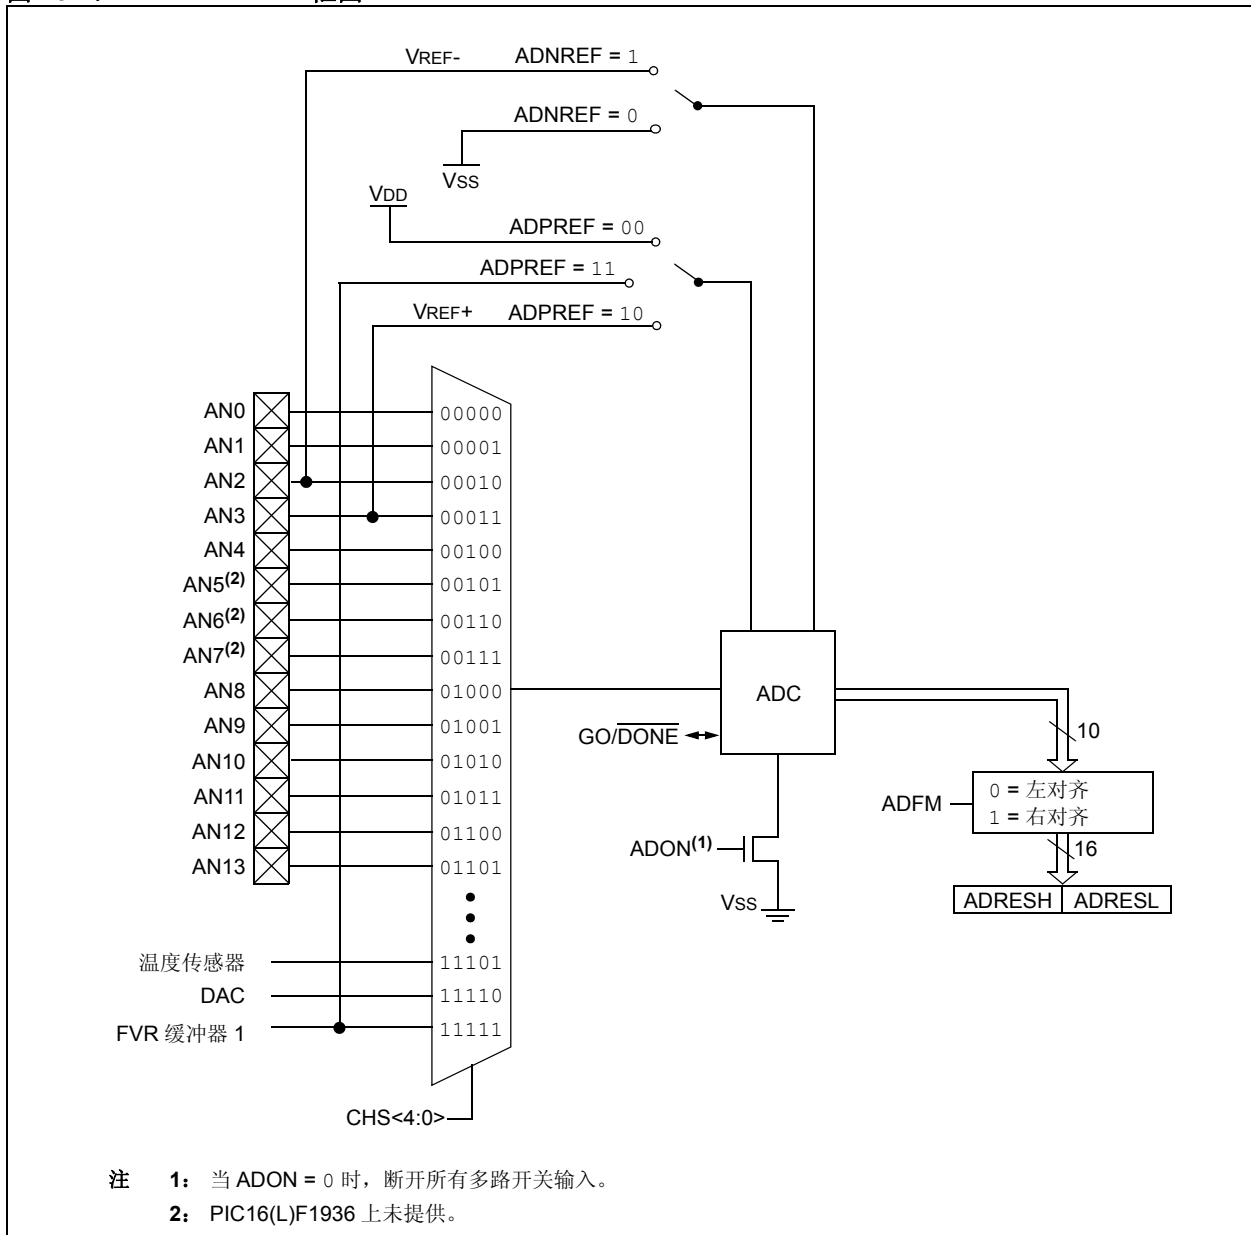 框图
VREF- ADNREF = 1
ADNREF = 0
VSS
VDD
ADPREF = 00
ADPREF = 11
VREF+ ADPREF = 10
AN0 00000
AN1 00001
AN2 00010
AN3 00011
AN4 00100
AN5(2) 00101
AN6(2) 00110
AN7(2) 00111
AN8 01000
AN9 01001
AN10 01010
AN11 01011
AN12 01100
AN13 01101
温度传感器 11101
DAC 11110
FVR 缓冲器 1 11111
CHS<4:0>
ADC
GO/DONE
ADON(1)
VSS
10
ADFM
0 = 左对齐
1 = 右对齐
16
ADRESH ADRESL
注 1： 当 ADON = 0 时，断开所有多路开关输入。
2： PIC16(L)F1936 上未提供。